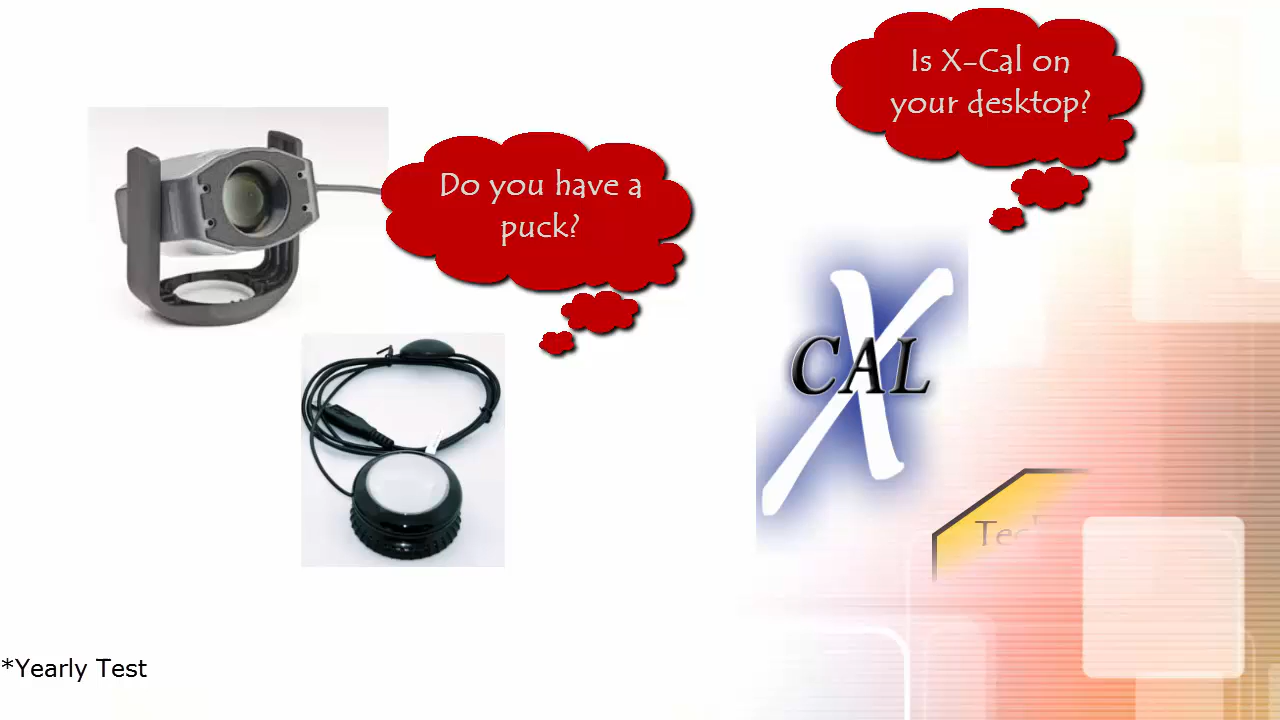 Is X-Cal on
your desktop?
Do you have a
puck?
X
CAL
*Yearly Test